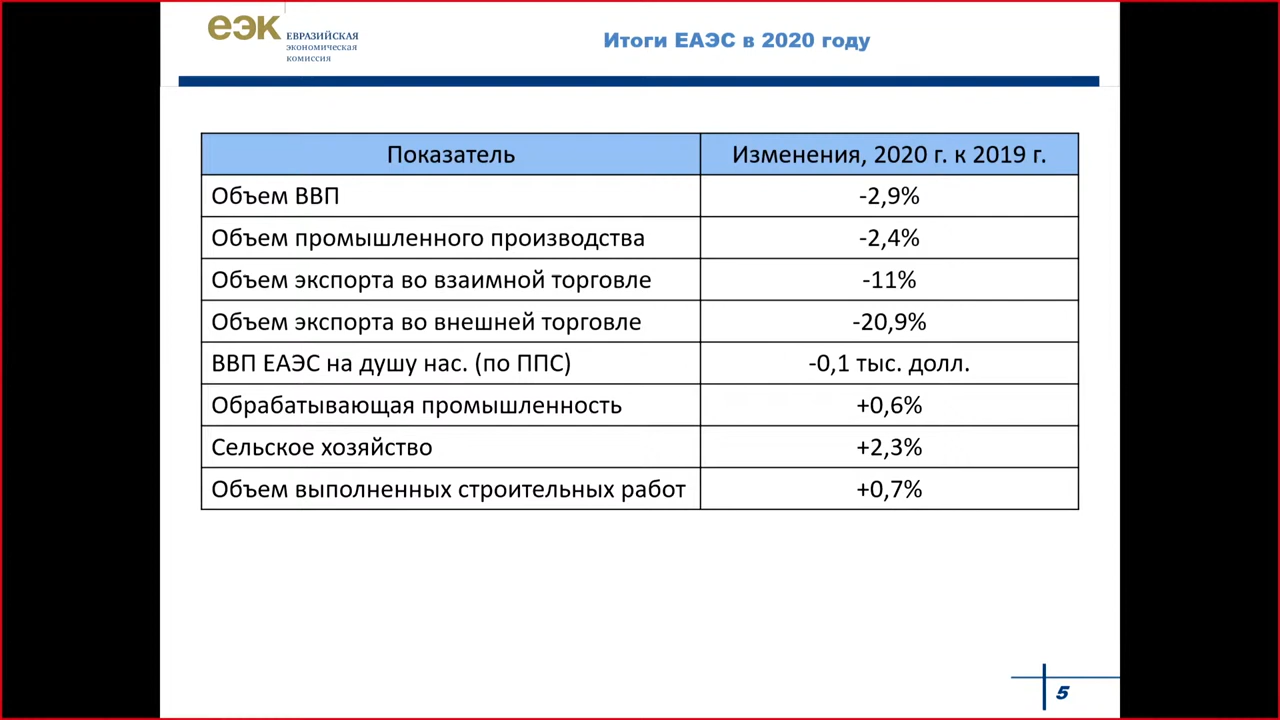 еэк
ЕВРАЗИЙСКАЯ
экономическая
комиссия
Итоги ЕАЭС в 2020 году
Показатель Изменения, 2020 г. к 2019 г.
Объем ВВП -2,9%
Объем промышленного производства -2,4%
Объем экспорта во взаимной торговле -11%
Объем экспорта во внешней торговле -20,9%
ВВП ЕАЭС на душу нас. (по ППС) -0,1 тыс. долл.
Обрабатывающая промышленность +0,6%
Сельское хозяйство +2,3%
Объем выполненных строительных работ +0,7%
5